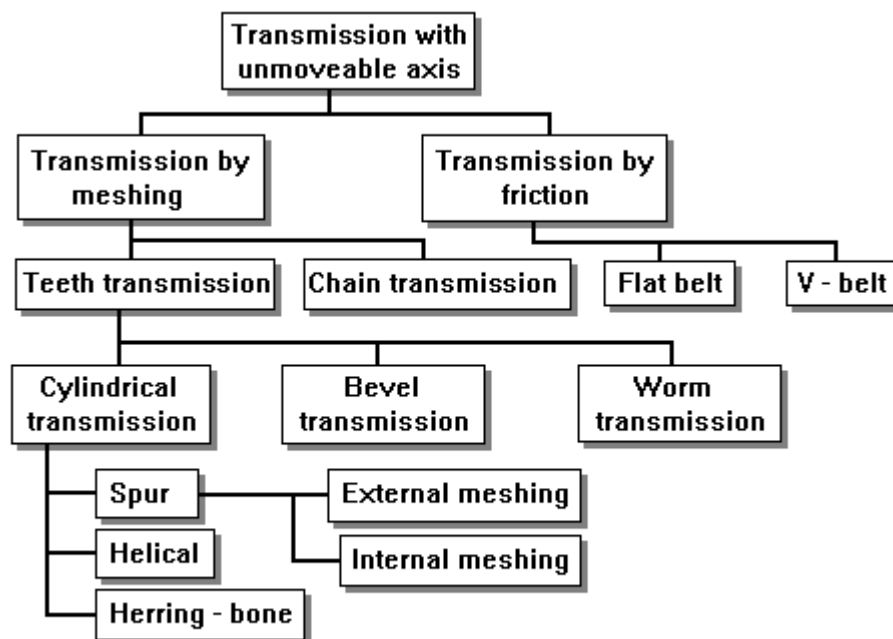 Transmission with
unmoveable axis
Transmission by
meshing
Transmission by
friction
Teeth transmission
Chain transmission
Flat belt
V - belt
Cylindrical
transmission
Bevel
transmission
Worm
transmission
Spur
External meshing
Helical
Internal meshing
Herring - bone